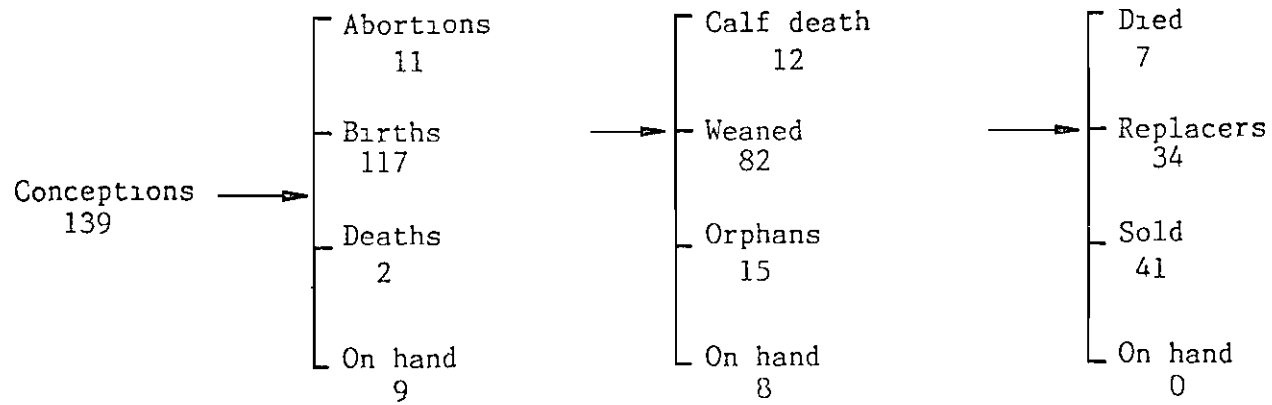 Conceptions
139
Abortions
11
Births
117
Deaths
2
On hand
9
Calf death
12
Weaned
82
Orphans
15
On hand
8
Died
7
Replacers
34
Sold
41
On hand
0